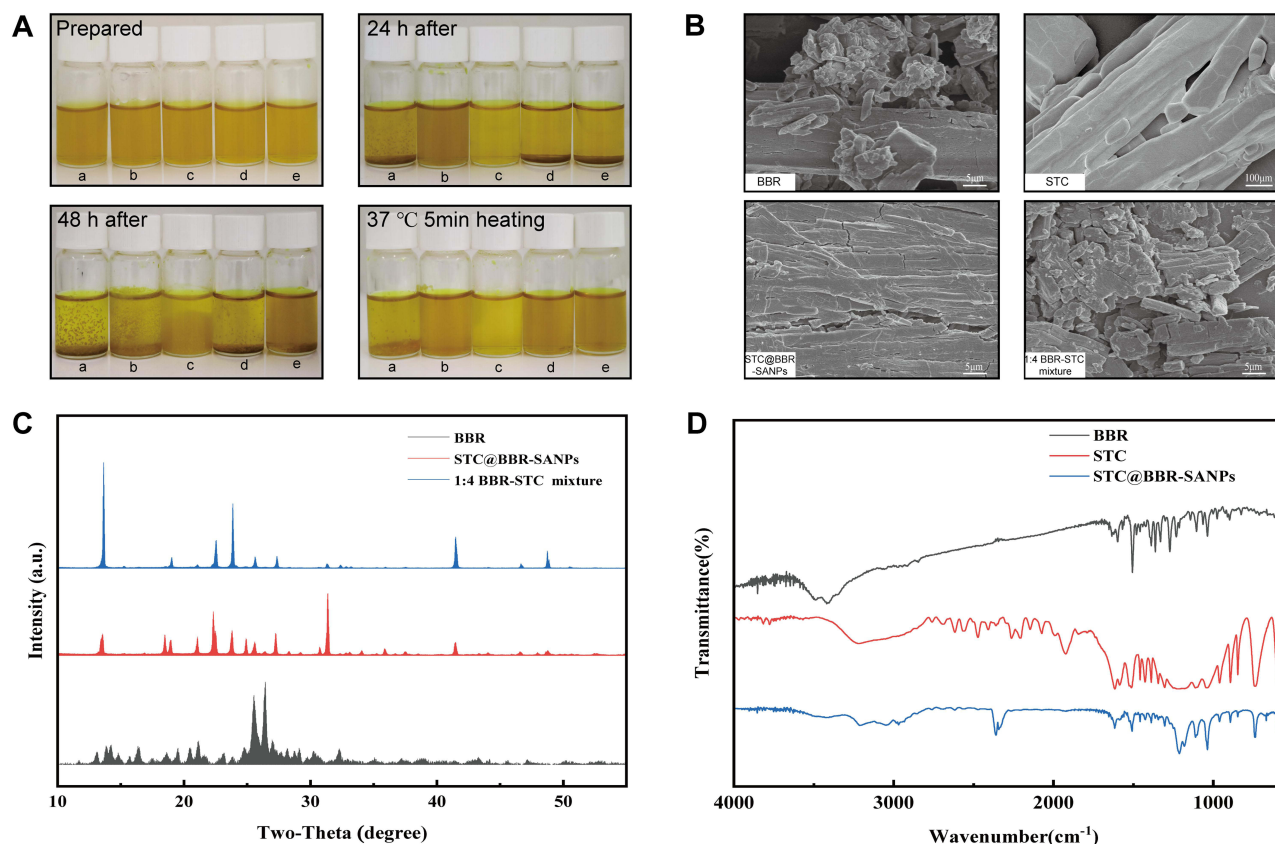 A
Prepared
a b c d e
24 h after
a b c d e
48 h after
a b c d e
37 ℃ 5min heating
a b c d e
B
BBR
5μm
STC
100μm
STC@BBR
-SANPs
5μm
1:4 BBR-STC
mixture
5μm
C
BBR
STC@BBR-SANPs
1:4 BBR-STC mixture
Intensity (a.u.)
10 20 30 40 50
Two-Theta (degree)
D
BBR
STC
STC@BBR-SANPs
Transmittance(%)
4000 3000 2000 1000
Wavenumber(cm⁻¹)